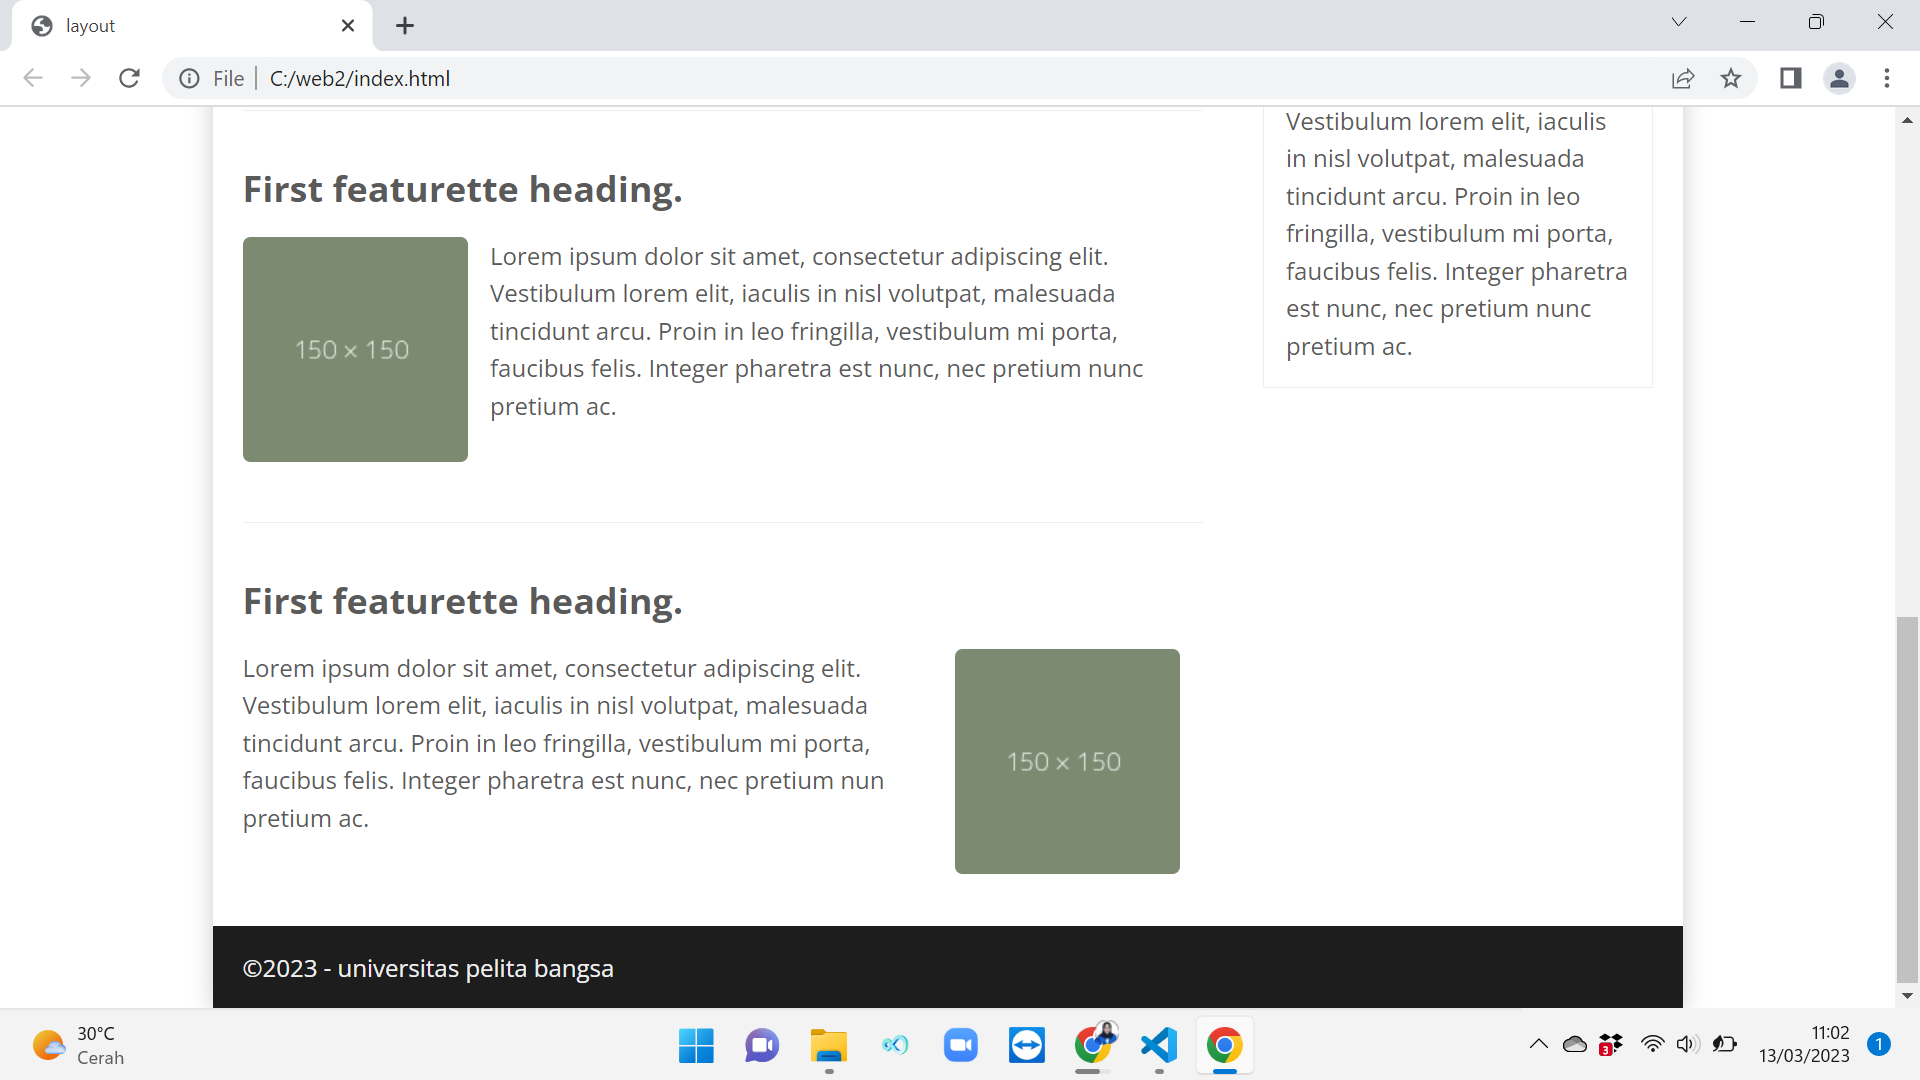 layout
File
C:/web2/index.html
First featurette heading.
150 × 150
Lorem ipsum dolor sit amet, consectetur adipiscing elit.
Vestibulum lorem elit, iaculis in nisl volutpat, malesuada
tincidunt arcu. Proin in leo fringilla, vestibulum mi porta,
faucibus felis. Integer pharetra est nunc, nec pretium nunc
pretium ac.
Vestibulum lorem elit, iaculis
in nisl volutpat, malesuada
tincidunt arcu. Proin in leo
fringilla, vestibulum mi porta,
faucibus felis. Integer pharetra
est nunc, nec pretium nunc
pretium ac.
First featurette heading.
Lorem ipsum dolor sit amet, consectetur adipiscing elit.
Vestibulum lorem elit, iaculis in nisl volutpat, malesuada
tincidunt arcu. Proin in leo fringilla, vestibulum mi porta,
faucibus felis. Integer pharetra est nunc, nec pretium nun
pretium ac.
150 × 150
©2023 - universitas pelita bangsa
30°C
Cerah
3
11:02
13/03/2023
1